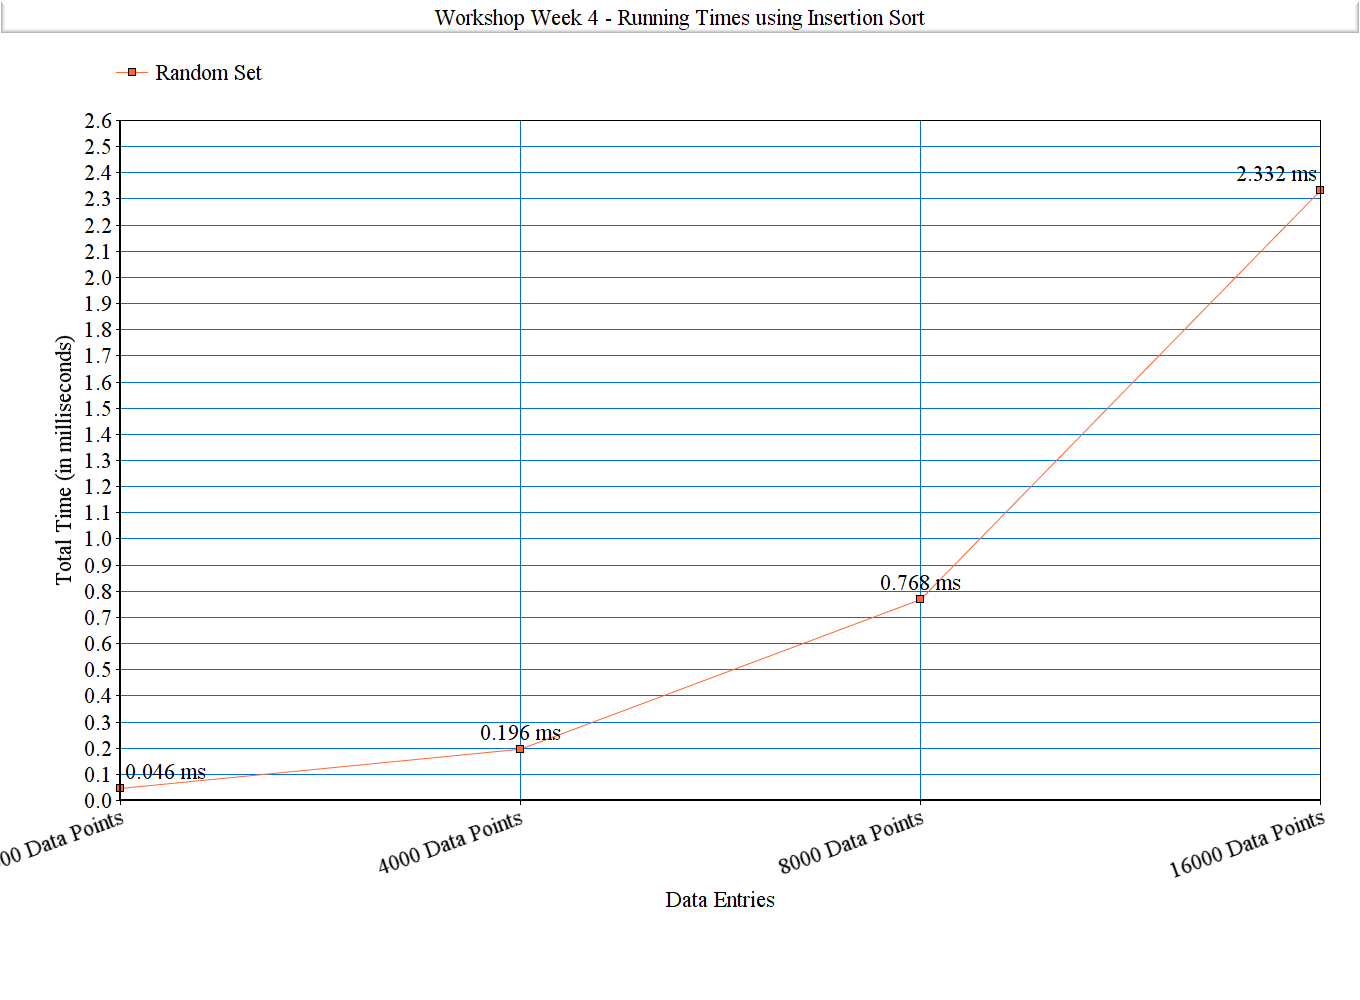 Workshop Week 4 - Running Times using Insertion Sort
Random Set
2.6
2.5
2.4
2.3
2.2
2.1
2.0
1.9
1.8
1.7
1.6
1.5
1.4
1.3
1.2
1.1
1.0
0.9
0.8
0.7
0.6
0.5
0.4
0.3
0.2
0.1
0.0
Total Time (in milliseconds)
2.332 ms
0.768 ms
0.196 ms
0.046 ms
00 Data Points
4000 Data Points
8000 Data Points
16000 Data Points
Data Entries